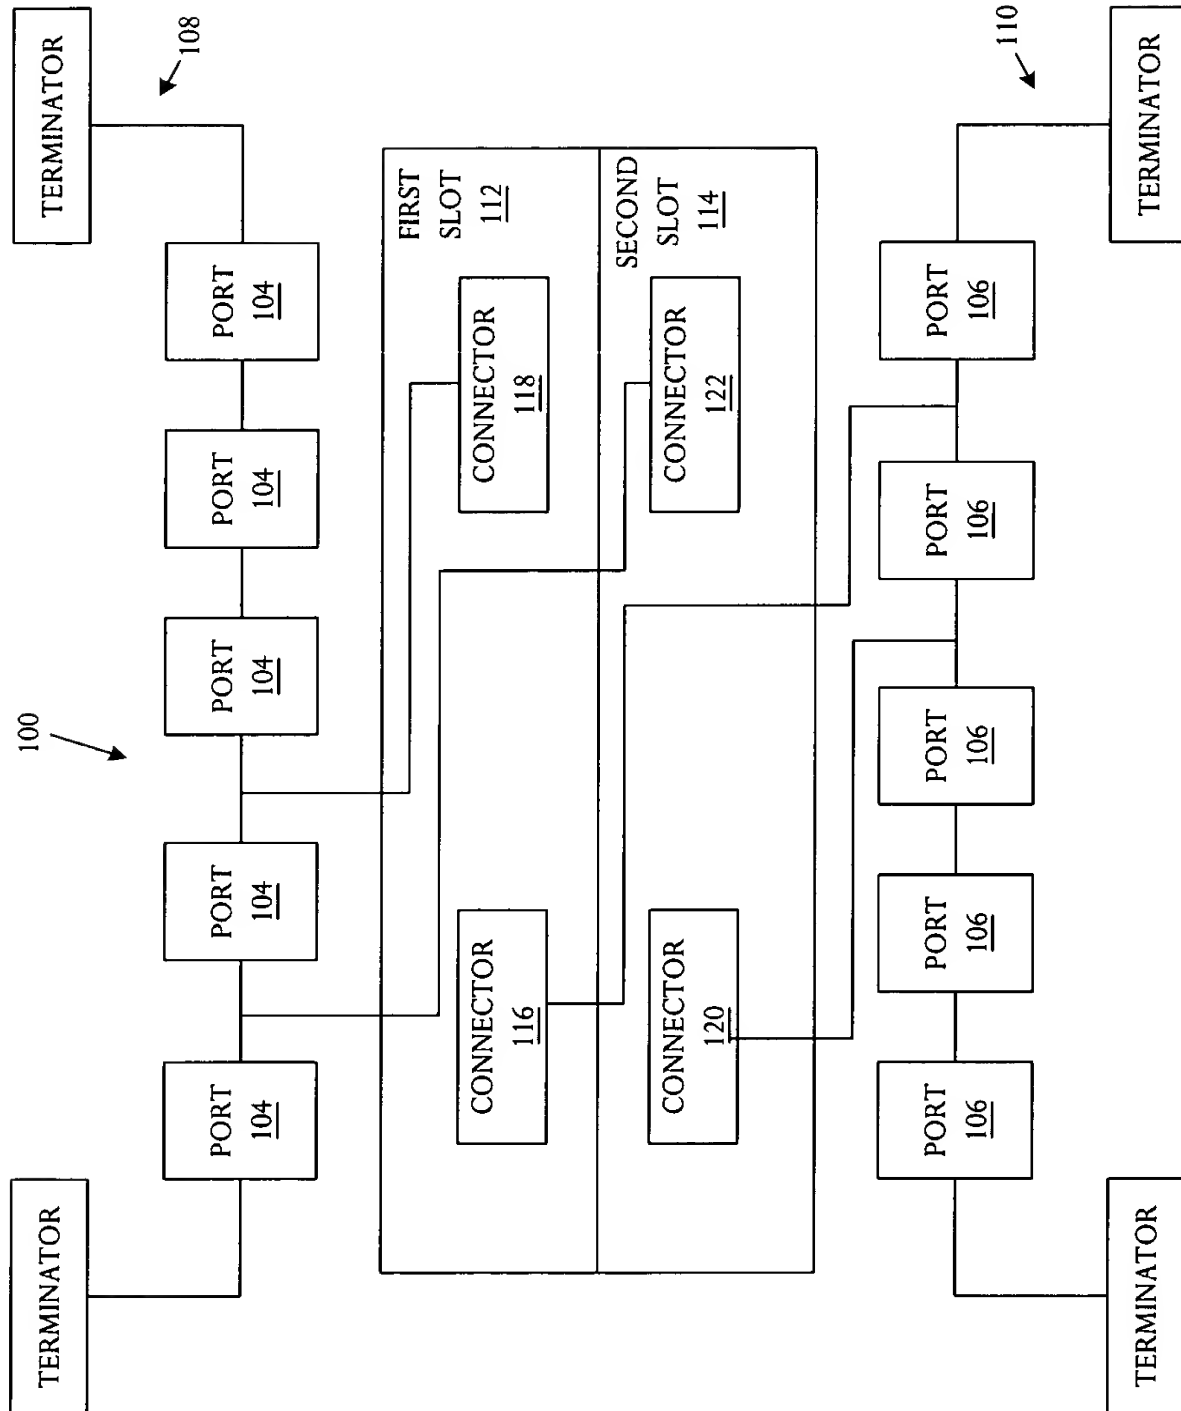 TERMINATOR
TERMINATOR
100
108
PORT
104
PORT
104
PORT
104
PORT
104
PORT
104
FIRST
SLOT
112
CONNECTOR
116
CONNECTOR
118
SECOND
SLOT
114
CONNECTOR
120
CONNECTOR
122
PORT
106
PORT
106
PORT
106
PORT
106
PORT
106
110
TERMINATOR
TERMINATOR